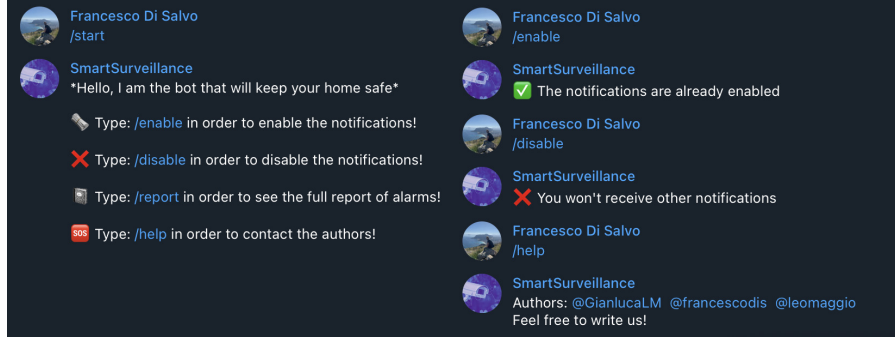 Francesco Di Salvo
/start
SmartSurveillance
*Hello, I am the bot that will keep your home safe*
Type: /enable in order to enable the notifications!
Type: /disable in order to disable the notifications!
Type: /report in order to see the full report of alarms!
SOS Type: /help in order to contact the authors!
Francesco Di Salvo
/enable
SmartSurveillance
✅ The notifications are already enabled
Francesco Di Salvo
/disable
SmartSurveillance
❌ You won't receive other notifications
Francesco Di Salvo
/help
SmartSurveillance
Authors: @GianlucaLM @francescodis @leomaggio
Feel free to write us!